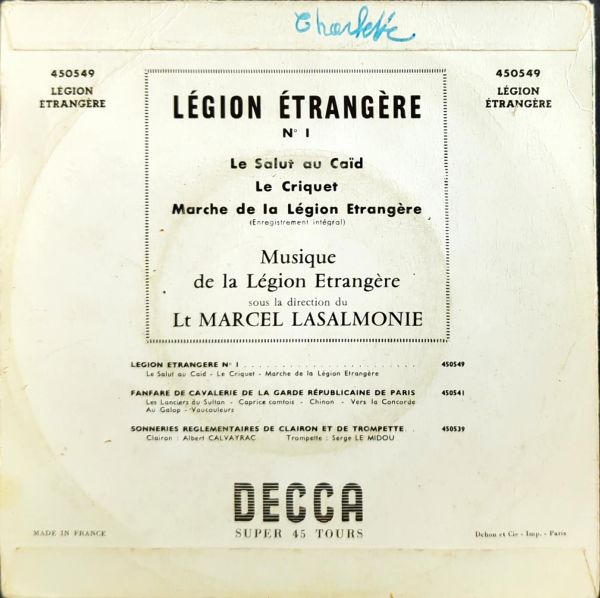 Charlotte
450549
LÉGION
ÉTRANGÈRE
450549
LÉGION
ÉTRANGÈRE
LÉGION ÉTRANGÈRE
N° I
Le Salut au Caïd
Le Criquet
Marche de la Légion Etrangère
(Enregistrement intégral)
Musique
de la Légion Etrangère
sous la direction du
Lt MARCEL LASALMONIE
LEGION ETRANGERE N° I . . . . . . . . . . . . . . . . . . . . . . 450549
Le Salut au Caïd - Le Criquet - Marche de la Légion Etrangère
FANFARE DE CAVALERIE DE LA GARDE RÉPUBLICAINE DE PARIS 450541
Les Lanciers du Sultan - Caprice comtois - Chinon - Vers la Concorde
Au Galop - Vaucouleurs
SONNERIES REGLEMENTAIRES DE CLAIRON ET DE TROMPETTE . . 450539
Clairon : Albert CALVAYRAC Trompette : Serge LE MIDOU
DECCA
SUPER 45 TOURS
MADE IN FRANCE
Dehon et Cie - Imp. - Paris